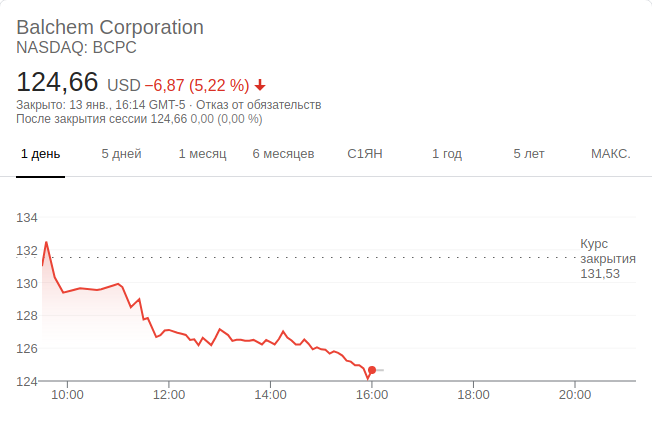 Balchem Corporation
NASDAQ: BCPC
124,66 USD −6,87 (5,22 %)
Закрыто: 13 янв., 16:14 GMT-5 · Отказ от обязательств
После закрытия сессии 124,66 0,00 (0,00 %)
1 день 5 дней 1 месяц 6 месяцев С1ЯН 1 год 5 лет МАКС.
134
132
130
128
126
124
Курс
закрытия
131,53
10:00 12:00 14:00 16:00 18:00 20:00